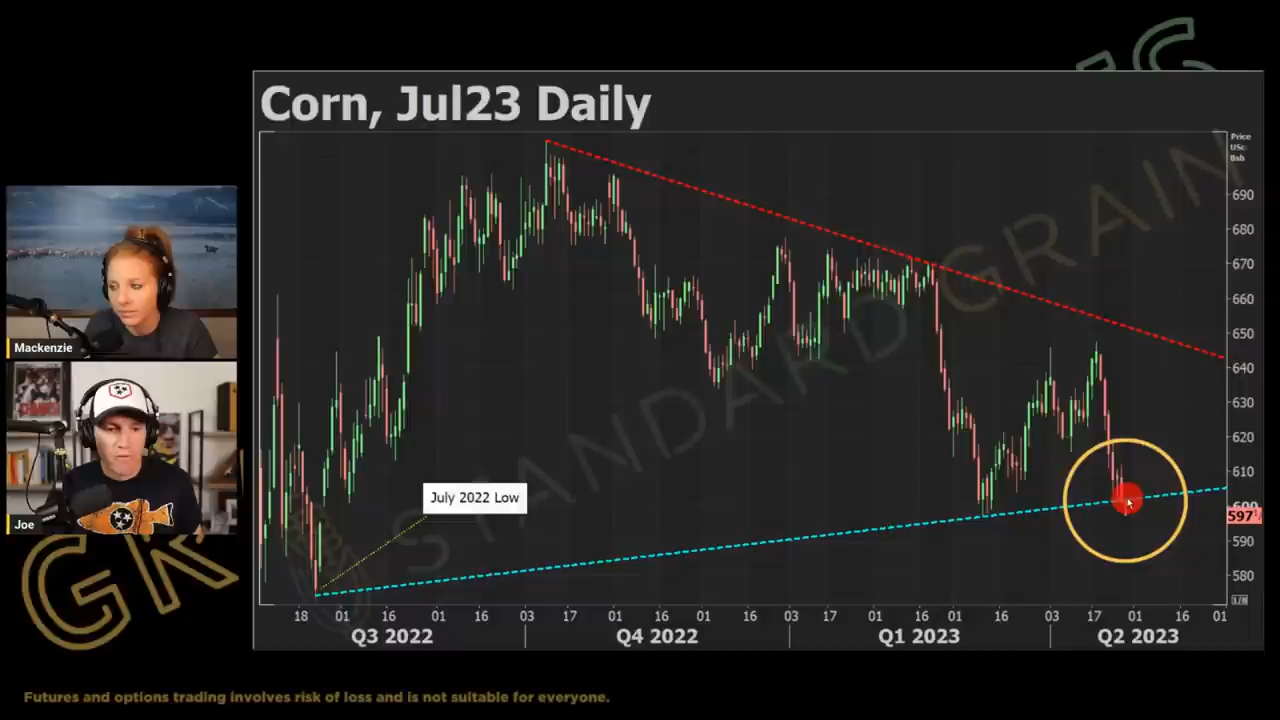 Corn, Jul23 Daily
Price
USc
Bsh
690
680
670
660
650
640
630
620
610
600
597
590
580
July 2022 Low
18 01 16 01 16 03 17 01 16 01 16 03 17 01 16 01 16 03 17 01 16 01
Q3 2022 Q4 2022 Q1 2023 Q2 2023
STANDARD GRAIN
Mackenzie
Joe
Futures and options trading involves risk of loss and is not suitable for everyone.